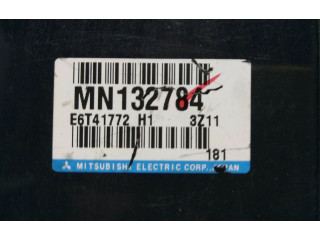 MN132784
E6T41772 H1 3Z11
181
MITSUBISHI ELECTRIC CORP. JAPAN